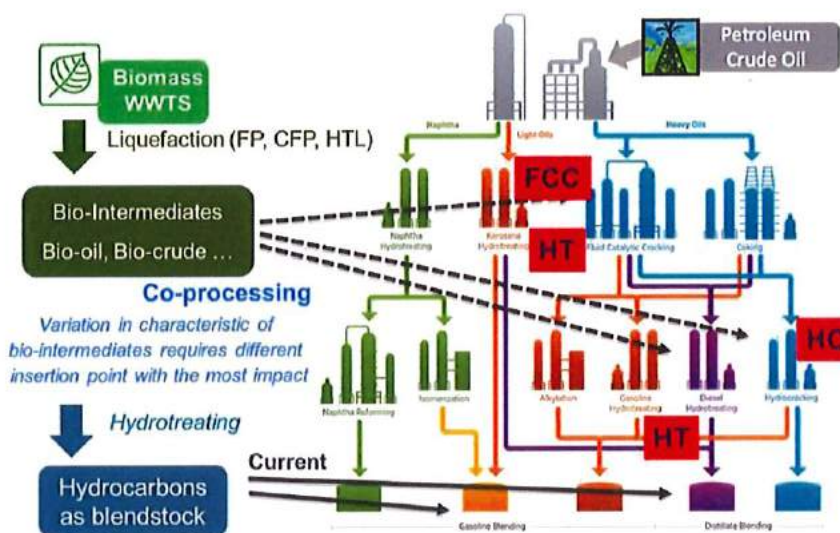 Biomass
WWTS
Petroleum
Crude Oil
Liquefaction (FP, CFP, HTL)
Naphtha
Light Oils
Heavy Oils
FCC
Bio-Intermediates
Bio-oil, Bio-crude ...
Naphtha
Hydrotreating
Kerosine
Hydrotreating
Fluid Catalytic Cracking
Coking
HT
Co-processing
Variation in characteristic of
bio-intermediates requires different
insertion point with the most impact
HC
Naphtha Reforming
Isomerization
Alkylation
Gasoline
Hydrotreating
Diesel
Hydrotreating
Hydrocracking
Hydrotreating
HT
Current
Hydrocarbons
as blendstock
Gasoline Blending
Distillate Blending